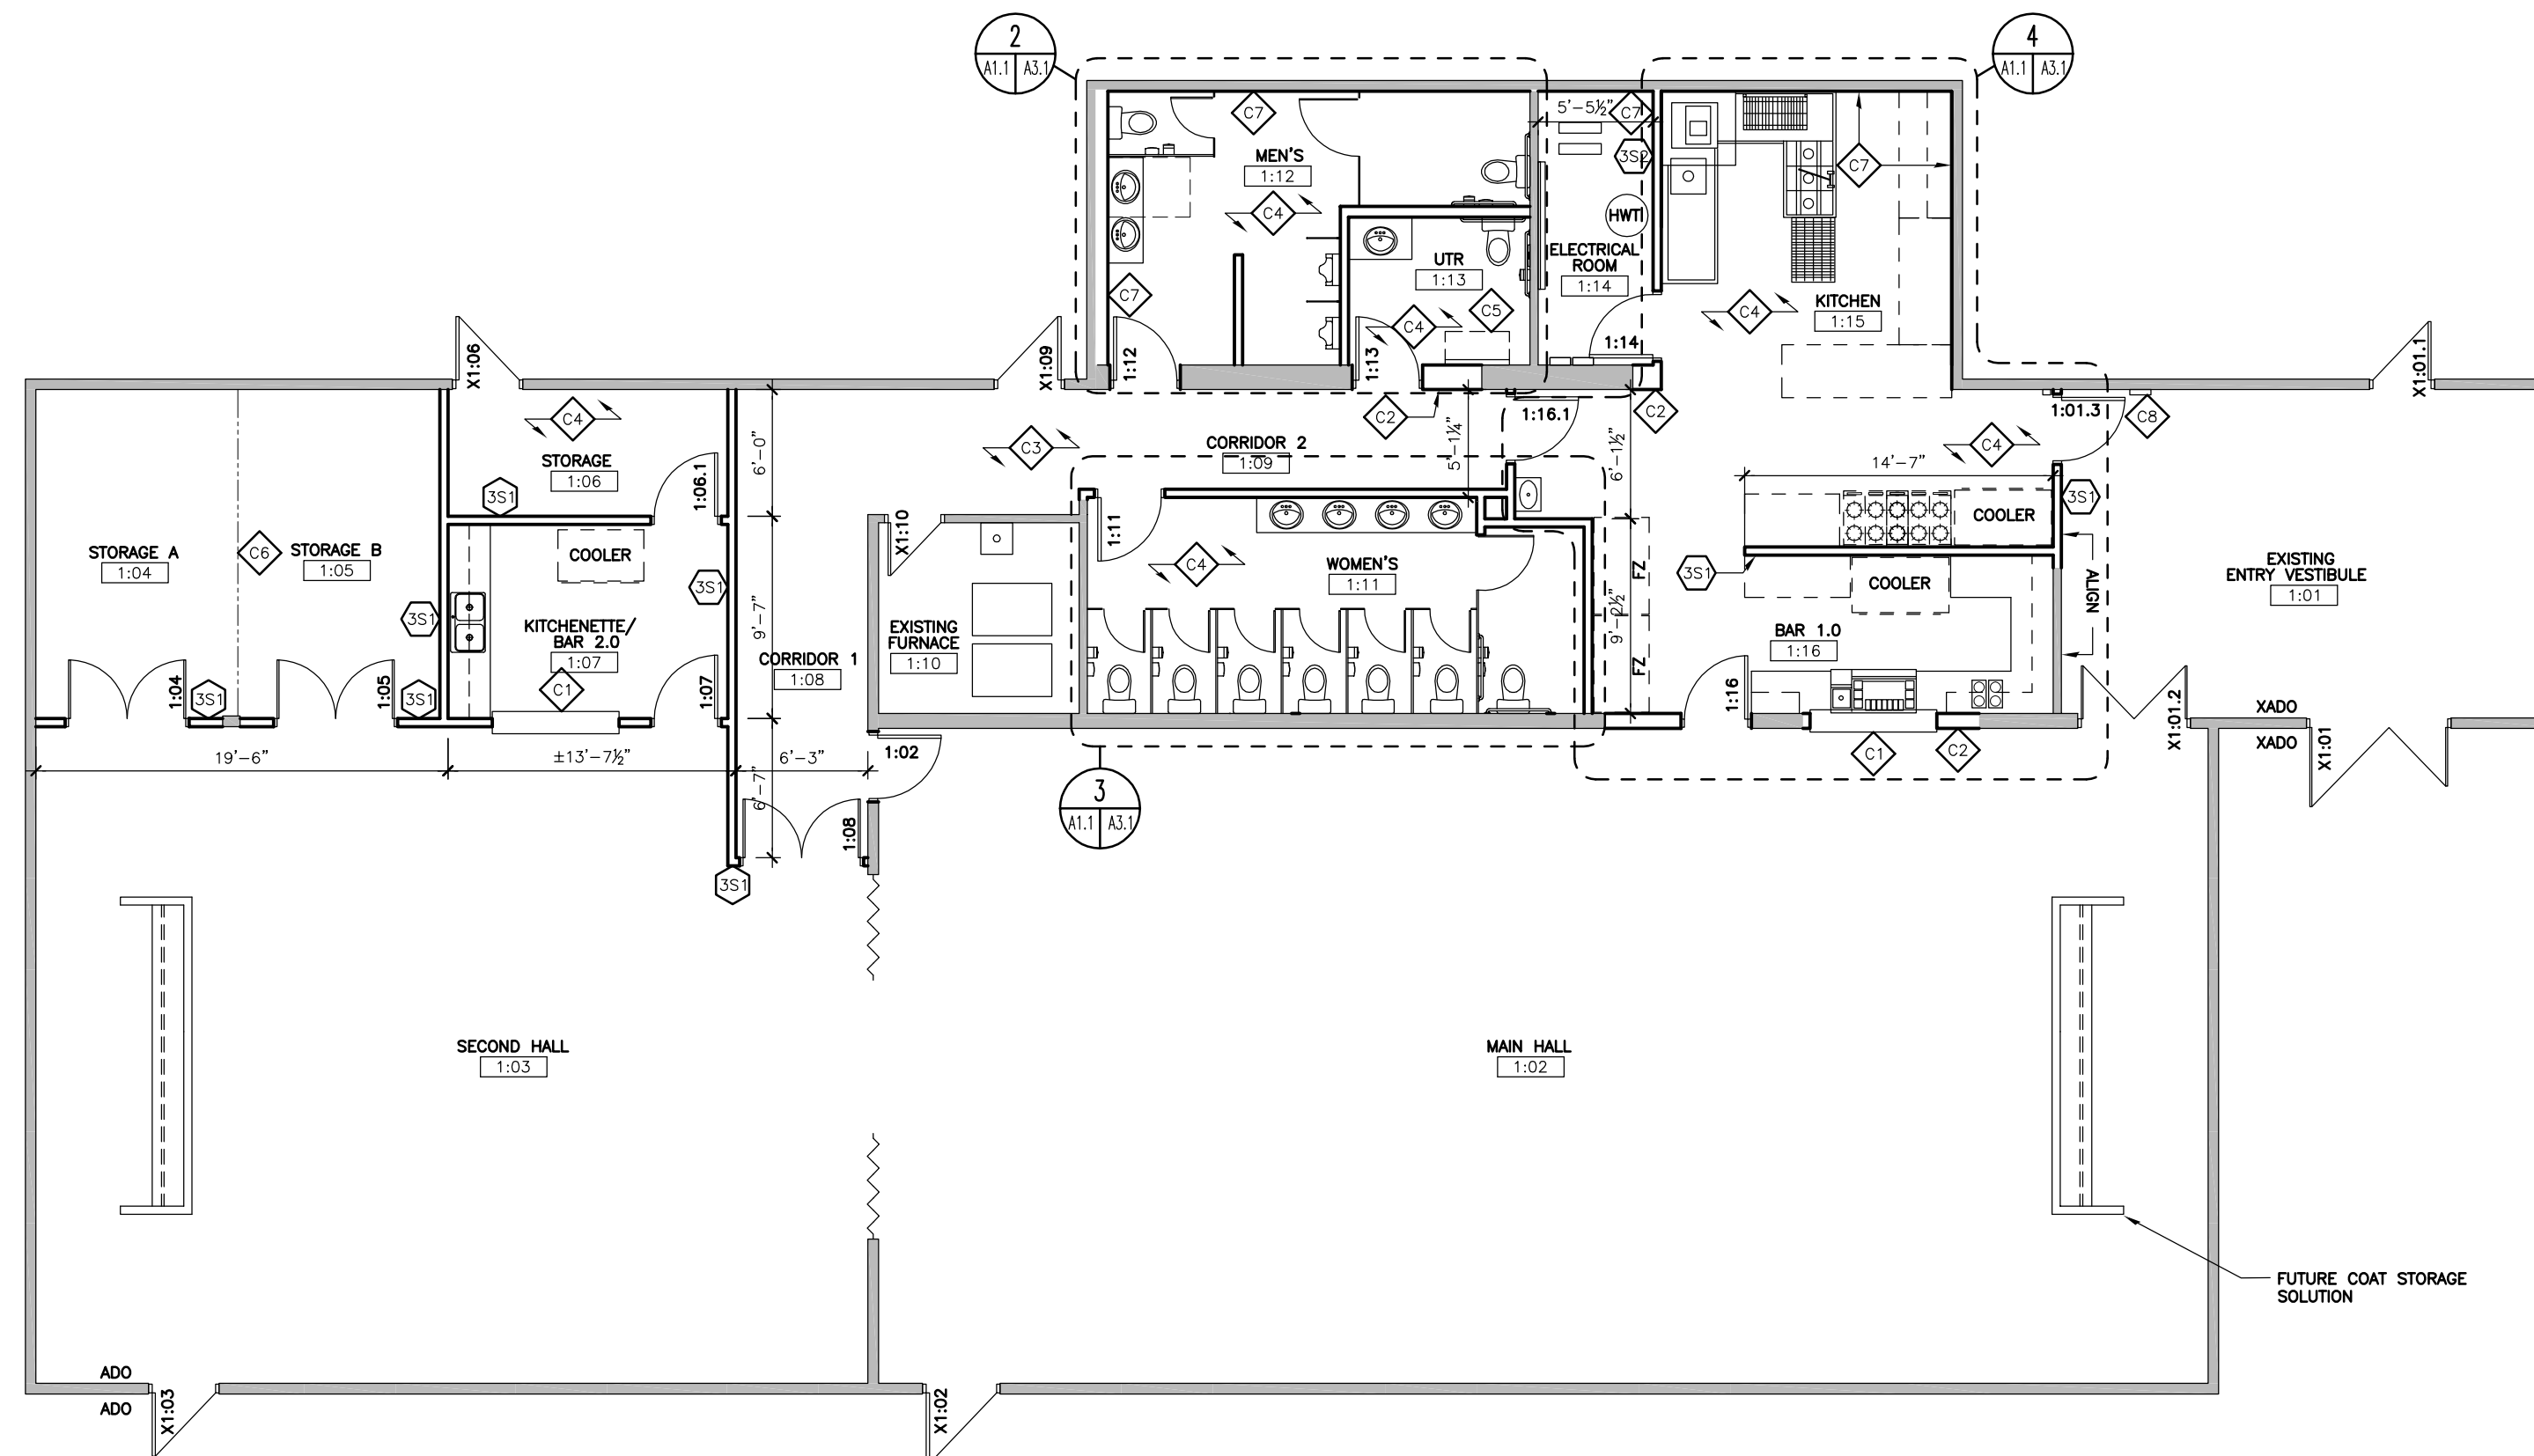 2
A1.1 A3.1
4
A1.1 A3.1
C7
5'-5½"
C7
MEN'S
1:12
3S2
C7
C4
HWT
UTR
1:13
ELECTRICAL
ROOM
1:14
C7
C4
C5
KITCHEN
1:15
C4
X1:06
X1:09
1:12
1:13
1:14
X1:01.1
C4
C2
1:16.1
C2
1:01.3
C8
6'-0"
C3
CORRIDOR 2
1:09
5'-1¼"
6'-1½"
C4
STORAGE
1:06
1:06.1
14'-7"
3S1
3S1
COOLER
X1:10
1:11
STORAGE A
1:04
C6
STORAGE B
1:05
COOLER
3S1
C4
WOMEN'S
1:11
FZ
3S1
COOLER
ALIGN
EXISTING
ENTRY VESTIBULE
1:01
3S1
KITCHENETTE/
BAR 2.0
1:07
9'-7"
EXISTING
FURNACE
1:10
9'-2½"
BAR 1.0
1:16
CORRIDOR 1
1:08
FZ
1:04
3S1
1:05
3S1
C1
1:07
1:16
X1:01.2
XADO
XADO
X1:01
19'-6"
±13'-7½"
6'-3"
1:02
C1
C2
6'-7"
3
A1.1 A3.1
1:08
3S1
SECOND HALL
1:03
MAIN HALL
1:02
FUTURE COAT STORAGE
SOLUTION
ADO
ADO
X1:03
X1:02